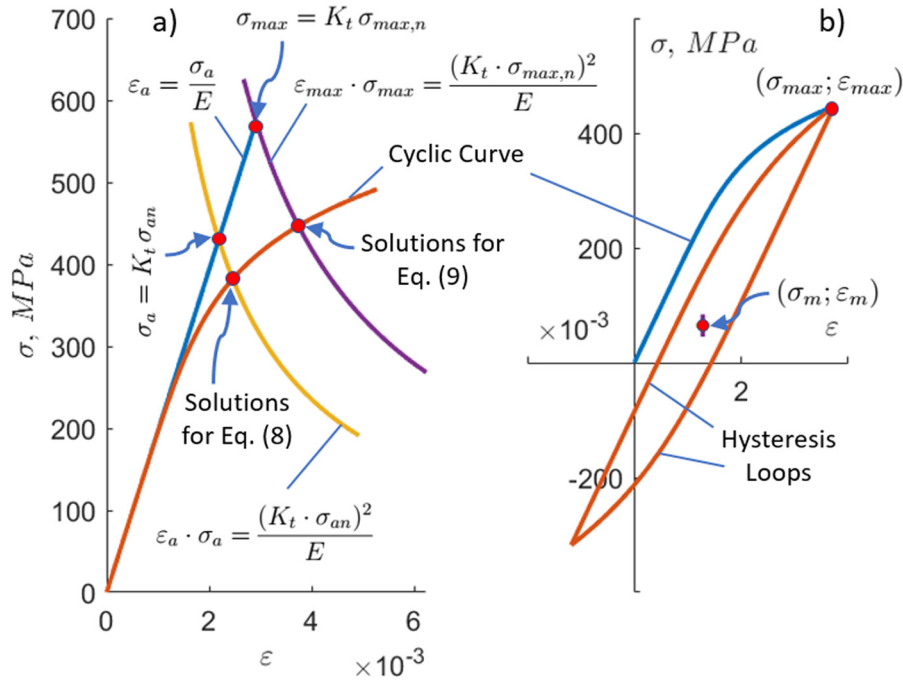 a)
σ_max = K_t σ_max,n
ε_a = σ_a / E
ε_max · σ_max = (K_t · σ_max,n)² / E
Cyclic Curve
σ_a = K_t σ_an
Solutions for
Eq. (9)
Solutions
for Eq. (8)
ε_a · σ_a = (K_t · σ_an)² / E
σ, MPa
700
600
500
400
300
200
100
0
0
2
4
6
ε
×10⁻³
b)
σ, MPa
(σ_max; ε_max)
400
200
(σ_m; ε_m)
×10⁻³
ε
2
-200
Hysteresis
Loops